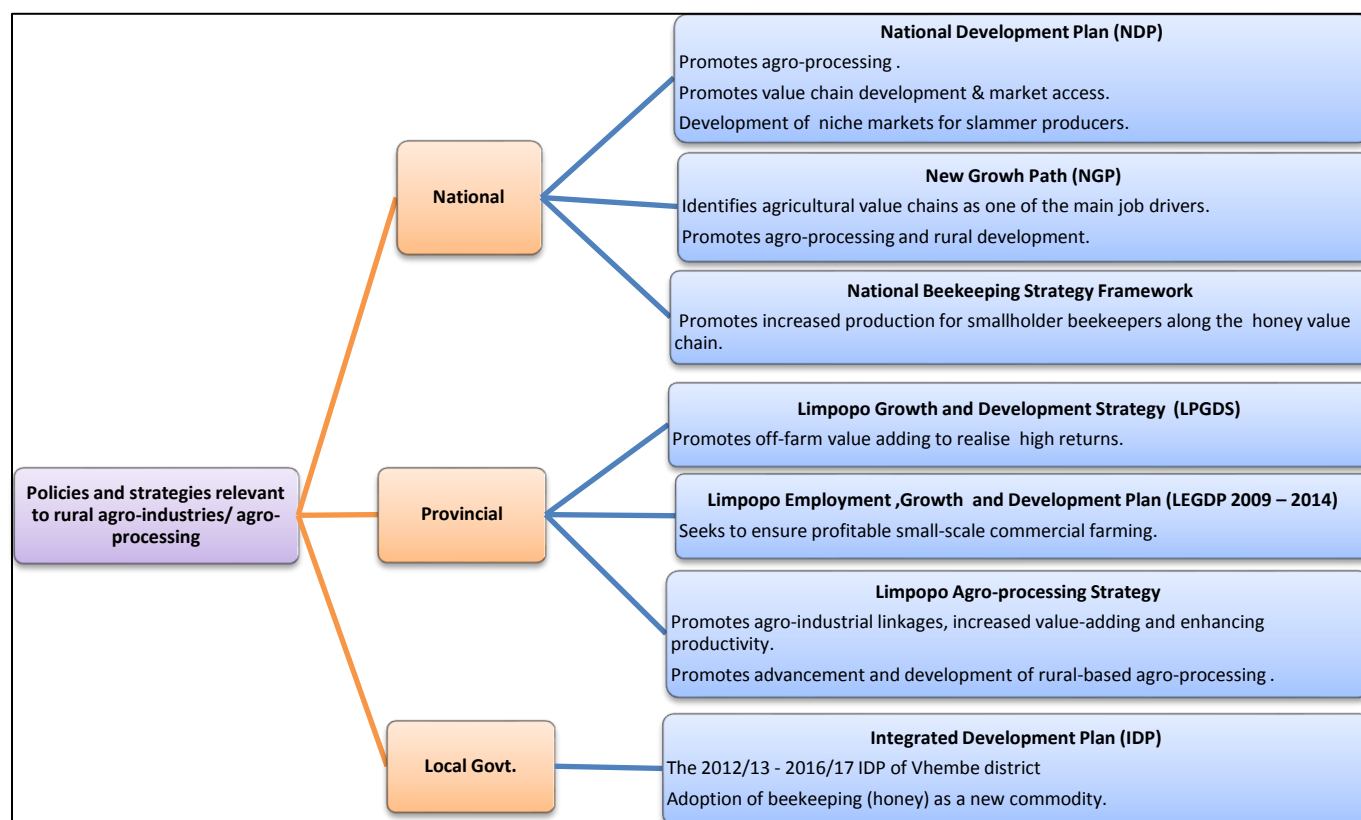 National Development Plan (NDP)
Promotes agro-processing .
Promotes value chain development & market access.
Development of niche markets for slammer producers.
National
New Growh Path (NGP)
Identifies agricultural value chains as one of the main job drivers.
Promotes agro-processing and rural development.
National Beekeeping Strategy Framework
Promotes increased production for smallholder beekeepers along the honey value
chain.
Policies and strategies relevant
to rural agro-industries/ agro-
processing
Provincial
Limpopo Growth and Development Strategy (LPGDS)
Promotes off-farm value adding to realise high returns.
Limpopo Employment ,Growth and Development Plan (LEGDP 2009 – 2014)
Seeks to ensure profitable small-scale commercial farming.
Limpopo Agro-processing Strategy
Promotes agro-industrial linkages, increased value-adding and enhancing
productivity.
Promotes advancement and development of rural-based agro-processing .
Local Govt.
Integrated Development Plan (IDP)
The 2012/13 - 2016/17 IDP of Vhembe district
Adoption of beekeeping (honey) as a new commodity.